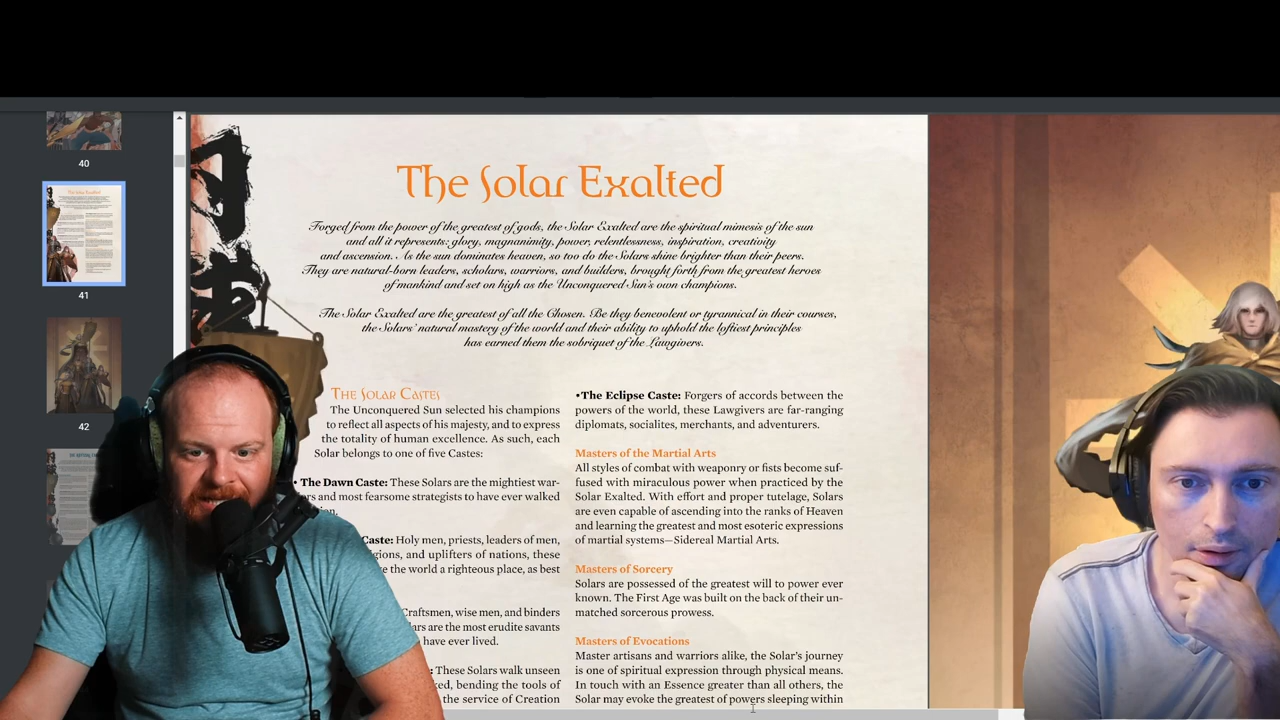 40
41
42
The Solar Exalted
Forged from the power of the greatest of gods, the Solar Exalted are the spiritual mimesis of the sun
and all it represents: glory, magnanimity, power, relentlessness, inspiration, creativity
and ascension. As the sun dominates heaven, so too do the Solars shine brighter than their peers.
They are natural-born leaders, scholars, warriors, and builders, brought forth from the greatest heroes
of mankind and set on high as the Unconquered Sun's own champions.
The Solar Exalted are the greatest of all the Chosen. Be they benevolent or tyrannical in their courses,
the Solars' natural mastery of the world and their ability to uphold the loftiest principles
has earned them the sobriquet of the Lawgivers.
The Solar Castes
The Unconquered Sun selected his champions
to reflect all aspects of his majesty, and to express
the totality of human excellence. As such, each
Solar belongs to one of five Castes:
• The Dawn Caste: These Solars are the mightiest war-
and most fearsome strategists to have ever walked
Caste: Holy men, priests, leaders of men,
and uplifters of nations, these
the world a righteous place, as best
Craftsmen, wise men, and binders
are the most erudite savants
have ever lived.
These Solars walk unseen
bending the tools of
the service of Creation
•The Eclipse Caste: Forgers of accords between the
powers of the world, these Lawgivers are far-ranging
diplomats, socialites, merchants, and adventurers.
Masters of the Martial Arts
All styles of combat with weaponry or fists become suf-
fused with miraculous power when practiced by the
Solar Exalted. With effort and proper tutelage, Solars
are even capable of ascending into the ranks of Heaven
and learning the greatest and most esoteric expressions
of martial systems—Sidereal Martial Arts.
Masters of Sorcery
Solars are possessed of the greatest will to power ever
known. The First Age was built on the back of their un-
matched sorcerous prowess.
Masters of Evocations
Master artisans and warriors alike, the Solar's journey
is one of spiritual expression through physical means.
In touch with an Essence greater than all others, the
Solar may evoke the greatest of powers sleeping within